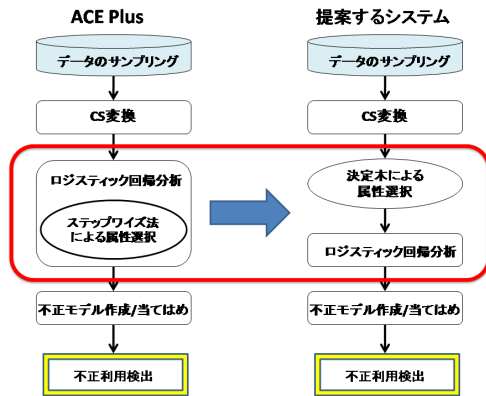 ACE Plus
データのサンプリング
CS変換
ロジスティック回帰分析
ステップワイズ法
による属性選択
不正モデル作成/当てはめ
不正利用検出
提案するシステム
データのサンプリング
CS変換
決定木による
属性選択
ロジスティック回帰分析
不正モデル作成/当てはめ
不正利用検出